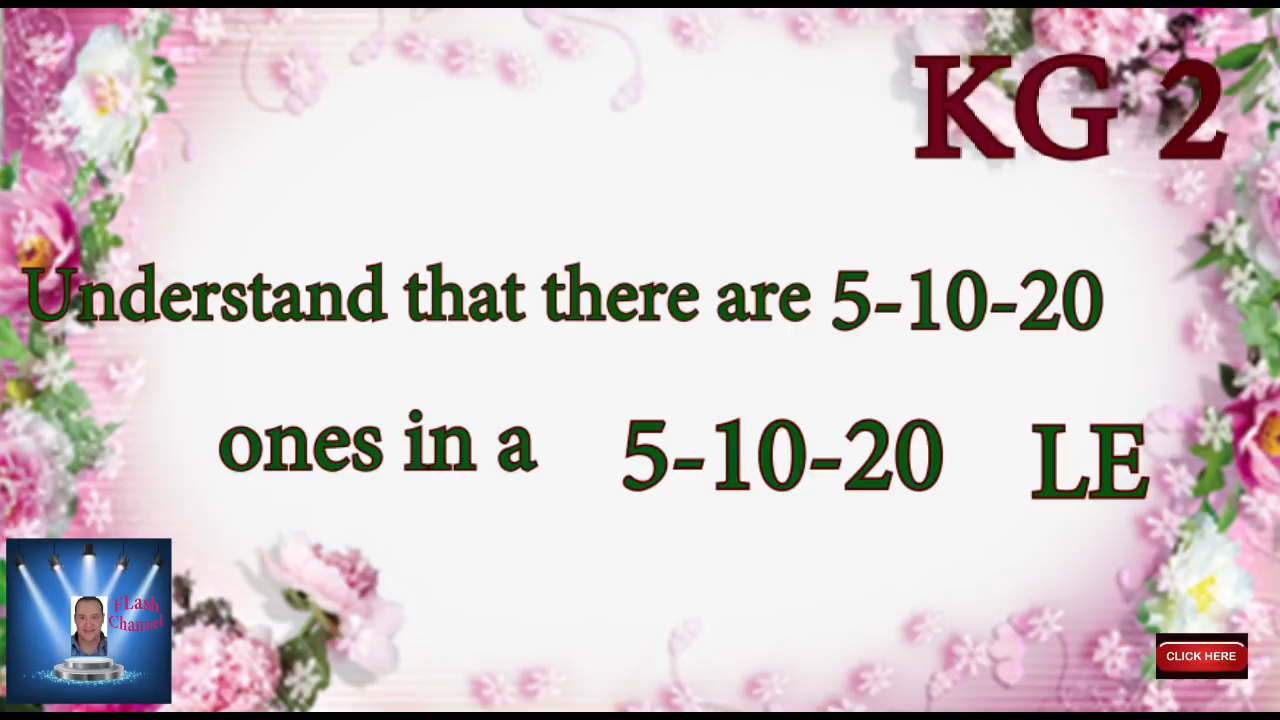 KG 2
Understand that there are 5-10-20
ones in a 5-10-20 LE
FLash
Channel
CLICK HERE